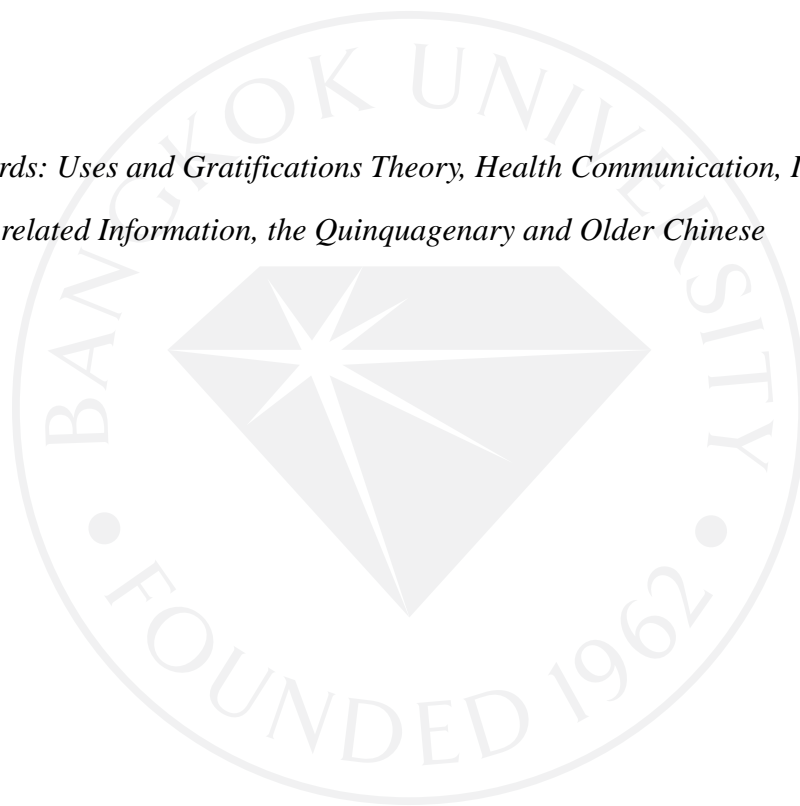 rds: Uses and Gratifications Theory, Health Communication,
related Information, the Quinquagenary and Older Chinese
BANGKOK UNIVERSITY
• FOUNDED 1962 •